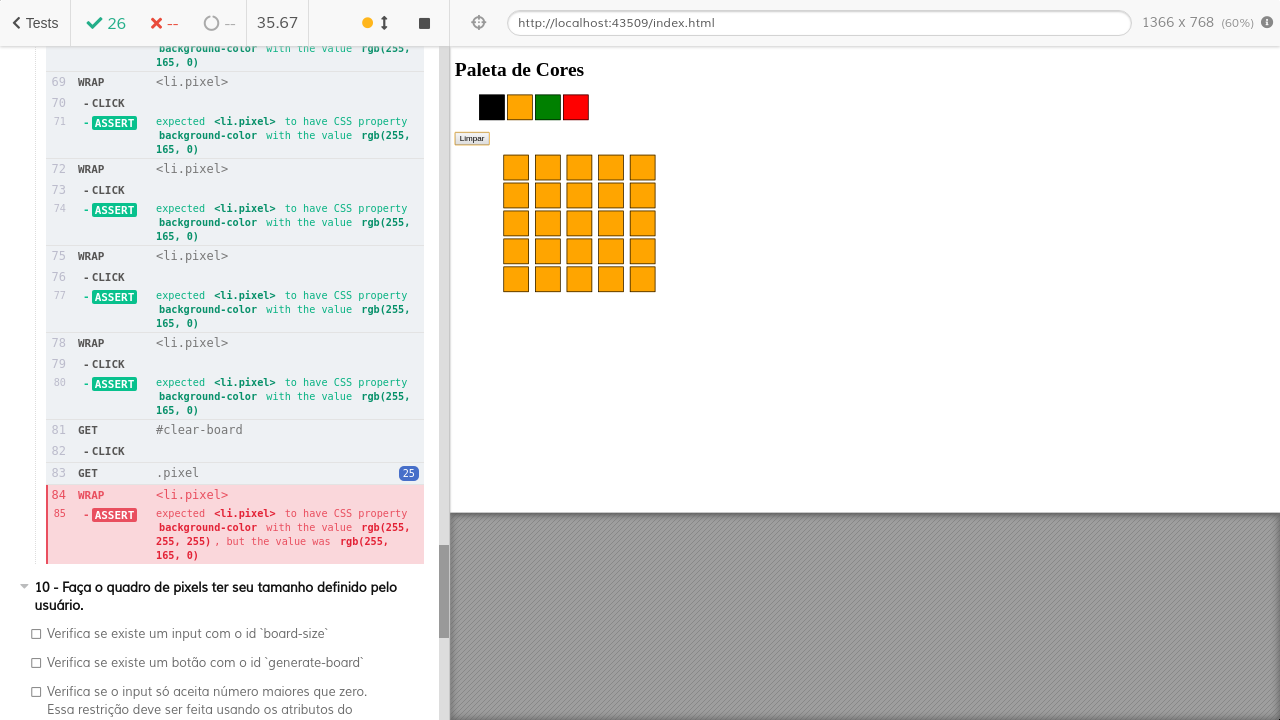 Tests 26 -- -- 35.67 http://localhost:43509/index.html 1366 x 768 (60%)
background-color with the value rgb(255,
165, 0)
69 WRAP <li.pixel>
70 -CLICK
71 -ASSERT expected <li.pixel> to have CSS property
background-color with the value rgb(255,
165, 0)
72 WRAP <li.pixel>
73 -CLICK
74 -ASSERT expected <li.pixel> to have CSS property
background-color with the value rgb(255,
165, 0)
75 WRAP <li.pixel>
76 -CLICK
77 -ASSERT expected <li.pixel> to have CSS property
background-color with the value rgb(255,
165, 0)
78 WRAP <li.pixel>
79 -CLICK
80 -ASSERT expected <li.pixel> to have CSS property
background-color with the value rgb(255,
165, 0)
81 GET #clear-board
82 -CLICK
83 GET .pixel 25
84 WRAP <li.pixel>
85 -ASSERT expected <li.pixel> to have CSS property
background-color with the value rgb(255,
255, 255) , but the value was rgb(255,
165, 0)
10 - Faça o quadro de pixels ter seu tamanho definido pelo
usuário.
Verifica se existe um input com o id `board-size`
Verifica se existe um botão com o id `generate-board`
Verifica se o input só aceita número maiores que zero.
Essa restrição deve ser feita usando os atributos do
Paleta de Cores
Limpar